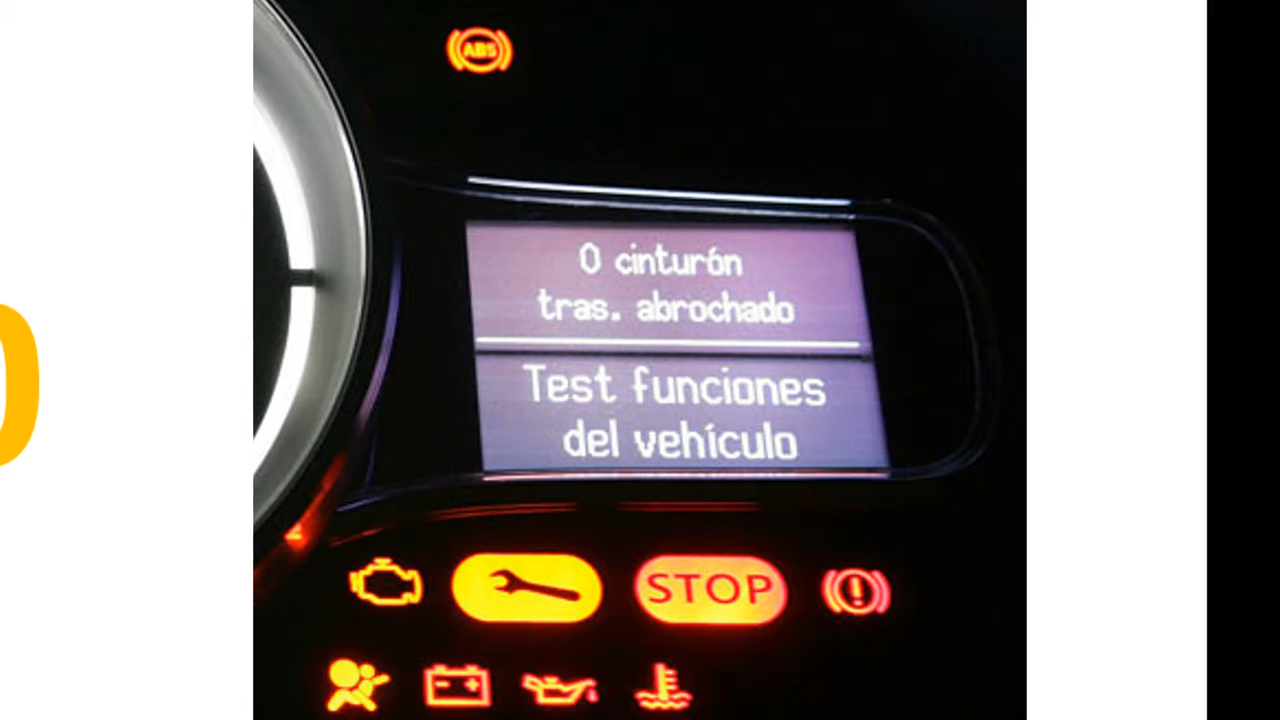 ABS
0 cinturón
tras. abrochado
Test funciones
del vehículo
STOP